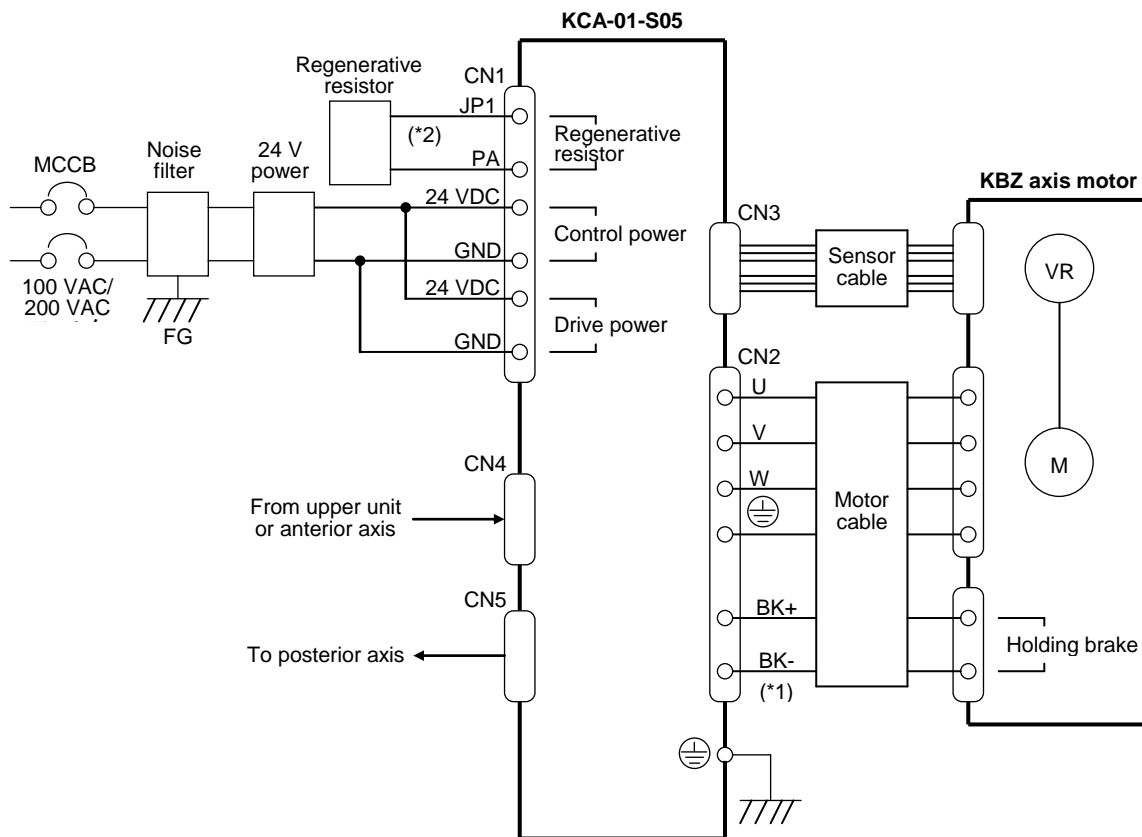 KCA-01-S05
Regenerative
resistor
CN1
JP1
(*2)
PA
Regenerative
resistor
MCCB
Noise
filter
24 V
power
24 VDC
GND
Control power
24 VDC
GND
Drive power
100 VAC/
200 VAC
FG
KBZ axis motor
CN3
Sensor
cable
VR
CN2
U
V
W
Motor
cable
M
CN4
From upper unit
or anterior axis
CN5
To posterior axis
BK+
BK-
(*1)
Holding brake